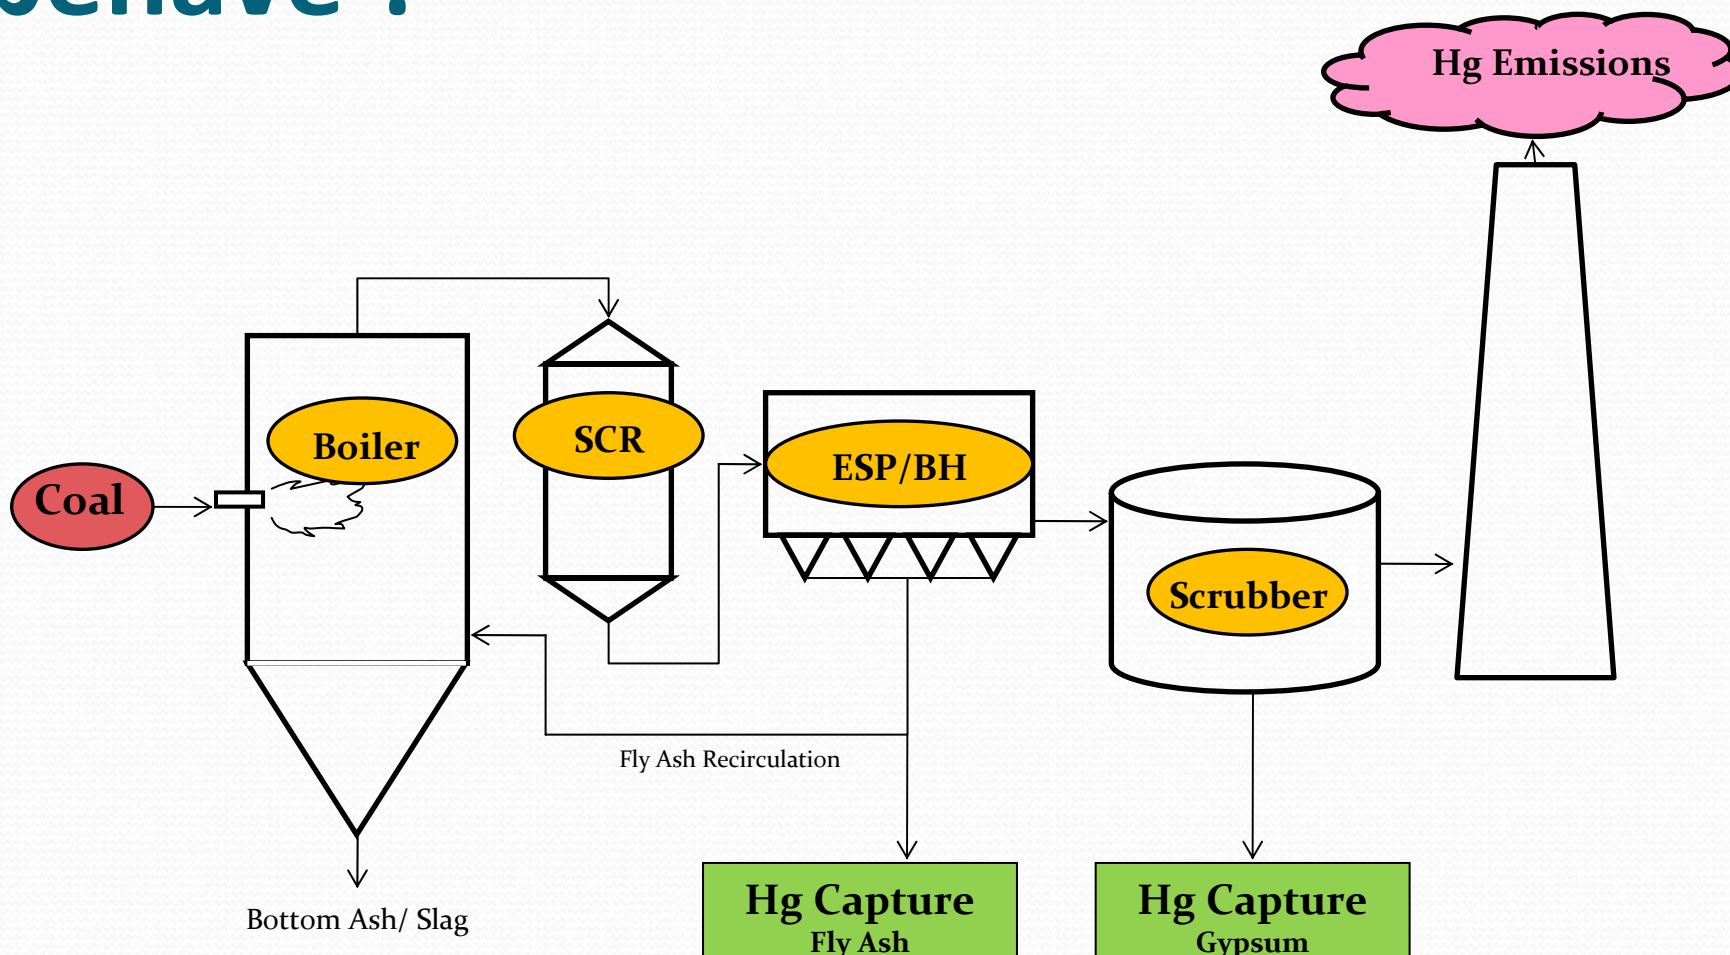 behave ?
Hg Emissions
Boiler
SCR
ESP/BH
Coal
Scrubber
Fly Ash Recirculation
Bottom Ash/ Slag
Hg Capture
Fly Ash
Hg Capture
Gypsum